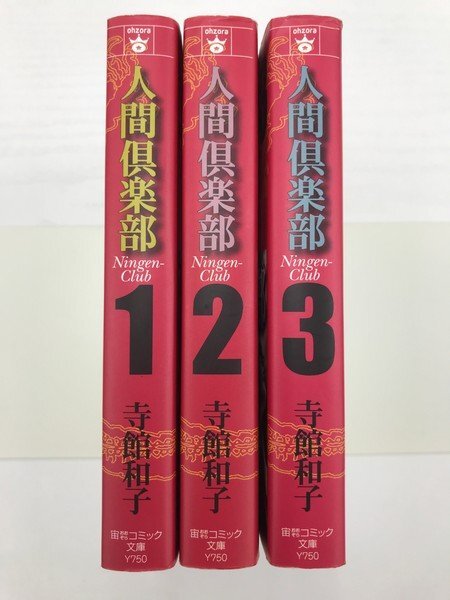 ohzora
人間倶楽部
Ningen-
Club
1
寺館和子
宙コミック
文庫
¥750
ohzora
人間倶楽部
Ningen-
Club
2
寺館和子
宙コミック
文庫
¥750
ohzora
人間倶楽部
Ningen-
Club
3
寺館和子
宙コミック
文庫
¥750